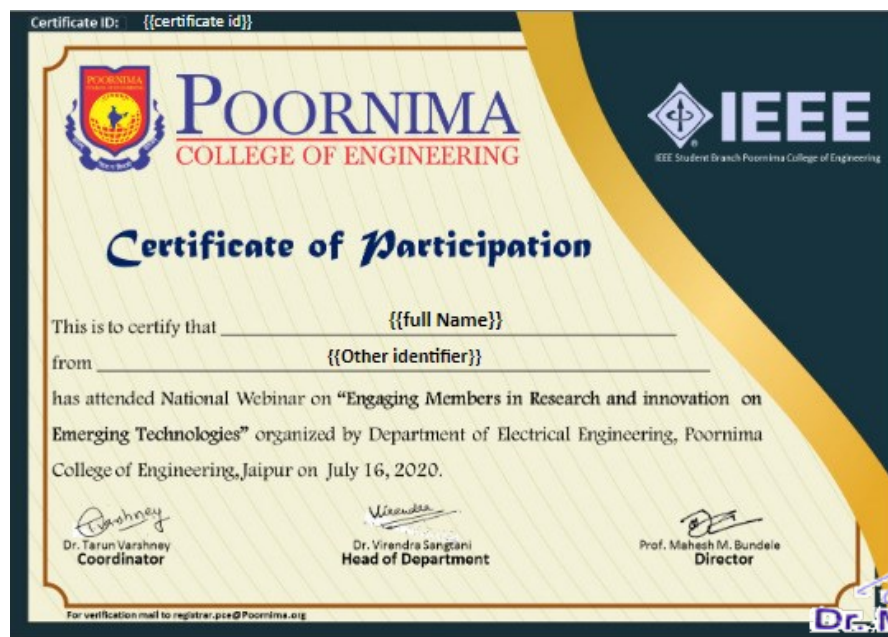 Certificate ID: {{certificate id}}
POORNIMA
POORNIMA
COLLEGE OF ENGINEERING
IEEE
IEEE Student Branch Poornima College of Engineering
Certificate of Participation
This is to certify that {{full Name}}
from {{Other identifier}}
has attended National Webinar on “Engaging Members in Research and innovation on
Emerging Technologies” organized by Department of Electrical Engineering, Poornima
College of Engineering, Jaipur on July 16, 2020.
Varshney
Virendra
Dr. Tarun Varshney
Coordinator
Dr. Virendra Sangtani
Head of Department
Prof. Mahesh M. Bundele
Director
For verification mail to registrar.pce@Poornima.org
Dr.